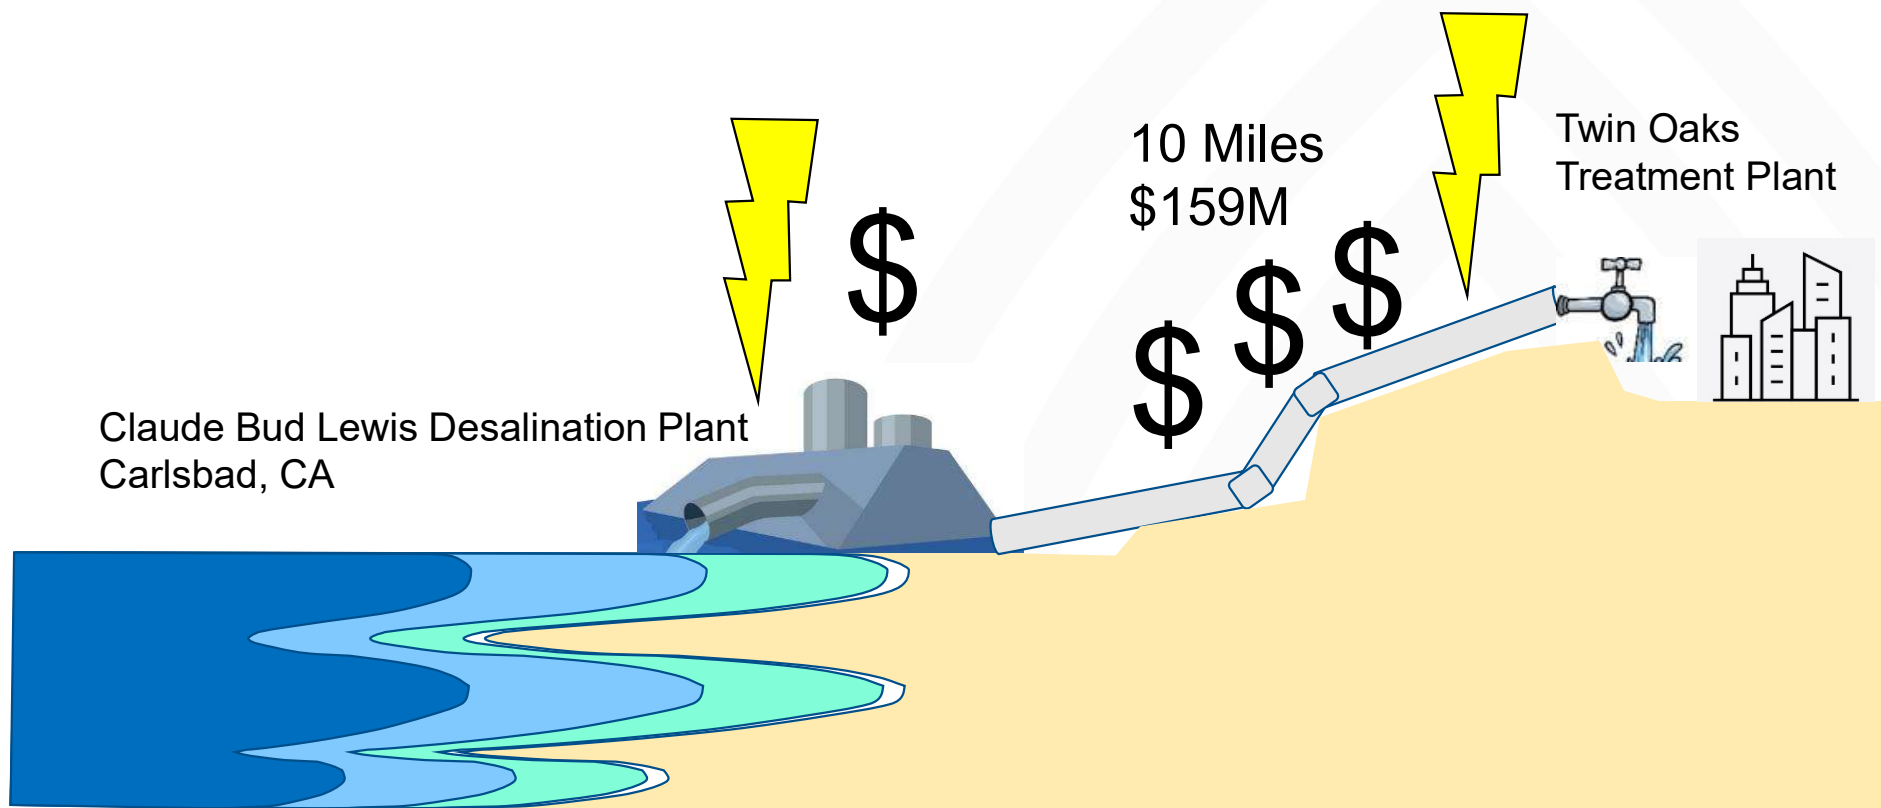 10 Miles
$159M
Twin Oaks
Treatment Plant
$
$
$
$
Claude Bud Lewis Desalination Plant
Carlsbad, CA